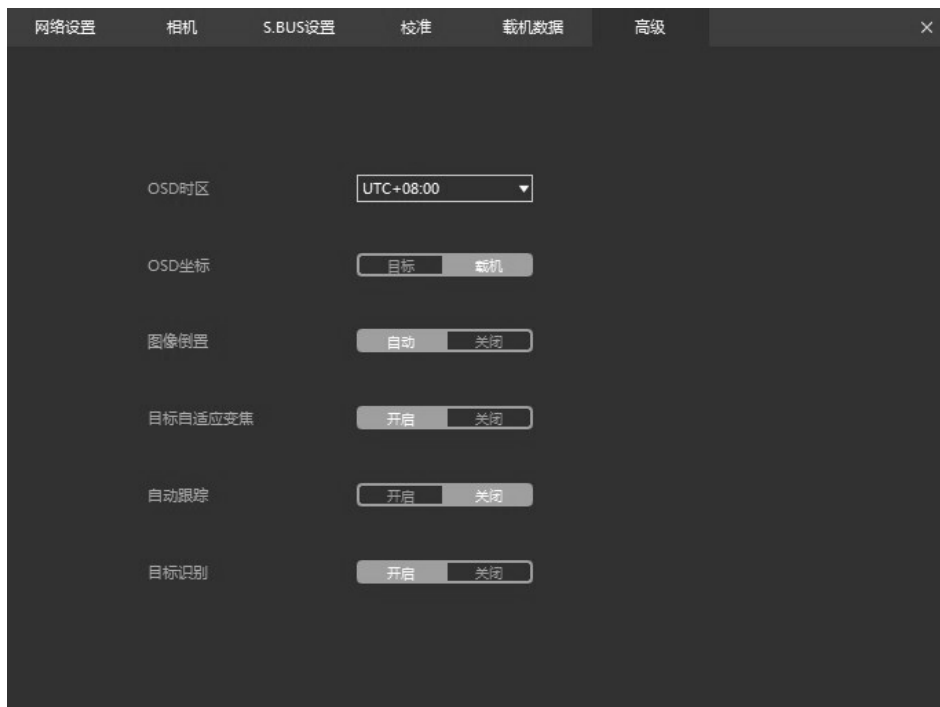 网络设置 相机 S.BUS设置 校准 载机数据 高级 ×
OSD时区 UTC+08:00
OSD坐标 目标 载机
图像倒置 自动 关闭
目标自适应变焦 开启 关闭
自动跟踪 开启 关闭
目标识别 开启 关闭